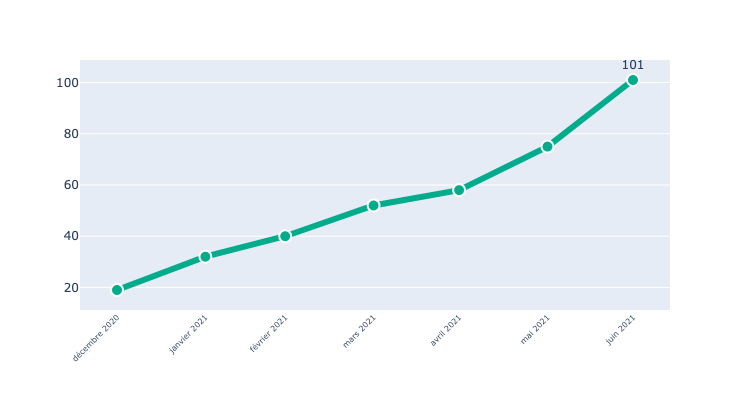 101
100
80
60
40
20
décembre 2020
janvier 2021
février 2021
mars 2021
avril 2021
mai 2021
juin 2021